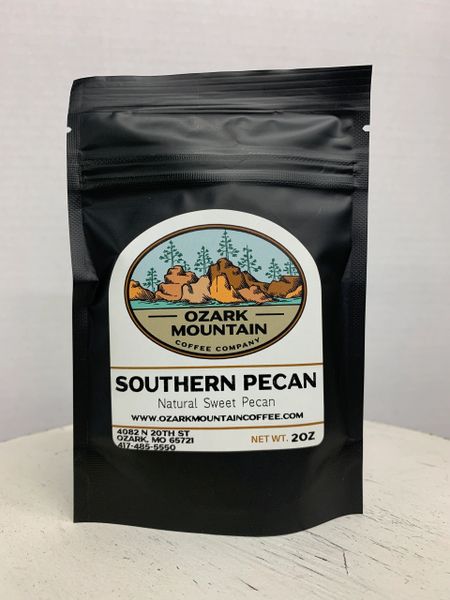 OZARK
MOUNTAIN
COFFEE COMPANY
SOUTHERN PECAN
Natural Sweet Pecan
WWW.OZARKMOUNTAINCOFFEE.COM
4082 N 20TH ST
OZARK, MO 65721
417-485-5550
NET WT. 2OZ